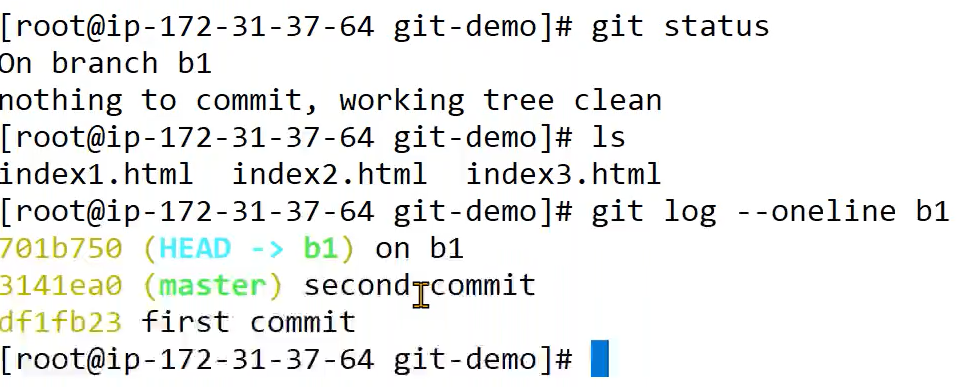 [root@ip-172-31-37-64 git-demo]# git status
On branch b1
nothing to commit, working tree clean
[root@ip-172-31-37-64 git-demo]# ls
index1.html  index2.html  index3.html
[root@ip-172-31-37-64 git-demo]# git log --oneline b1
701b750 (HEAD -> b1) on b1
3141ea0 (master) second commit
df1fb23 first commit
[root@ip-172-31-37-64 git-demo]#